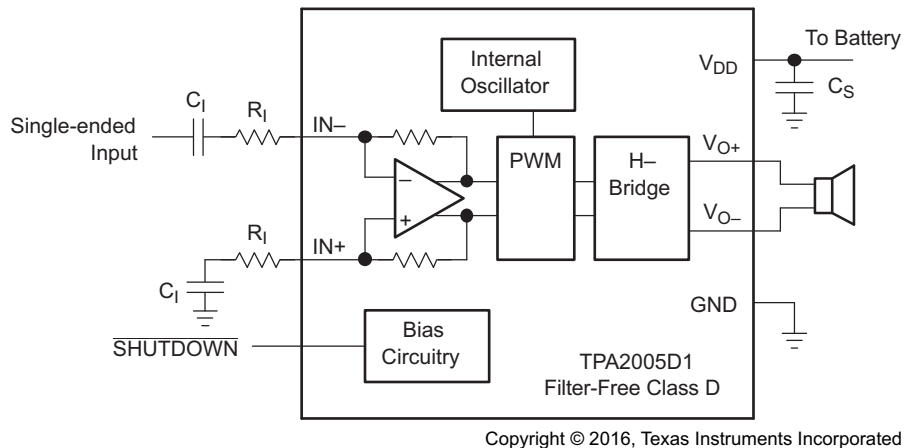 To Battery
Internal
Oscillator
V_DD
C_S
C_I
R_I
IN–
Single-ended
Input
PWM
H–
Bridge
V_O+
–
+
V_O–
R_I
IN+
C_I
GND
SHUTDOWN
Bias
Circuitry
TPA2005D1
Filter-Free Class D
Copyright © 2016, Texas Instruments Incorporated